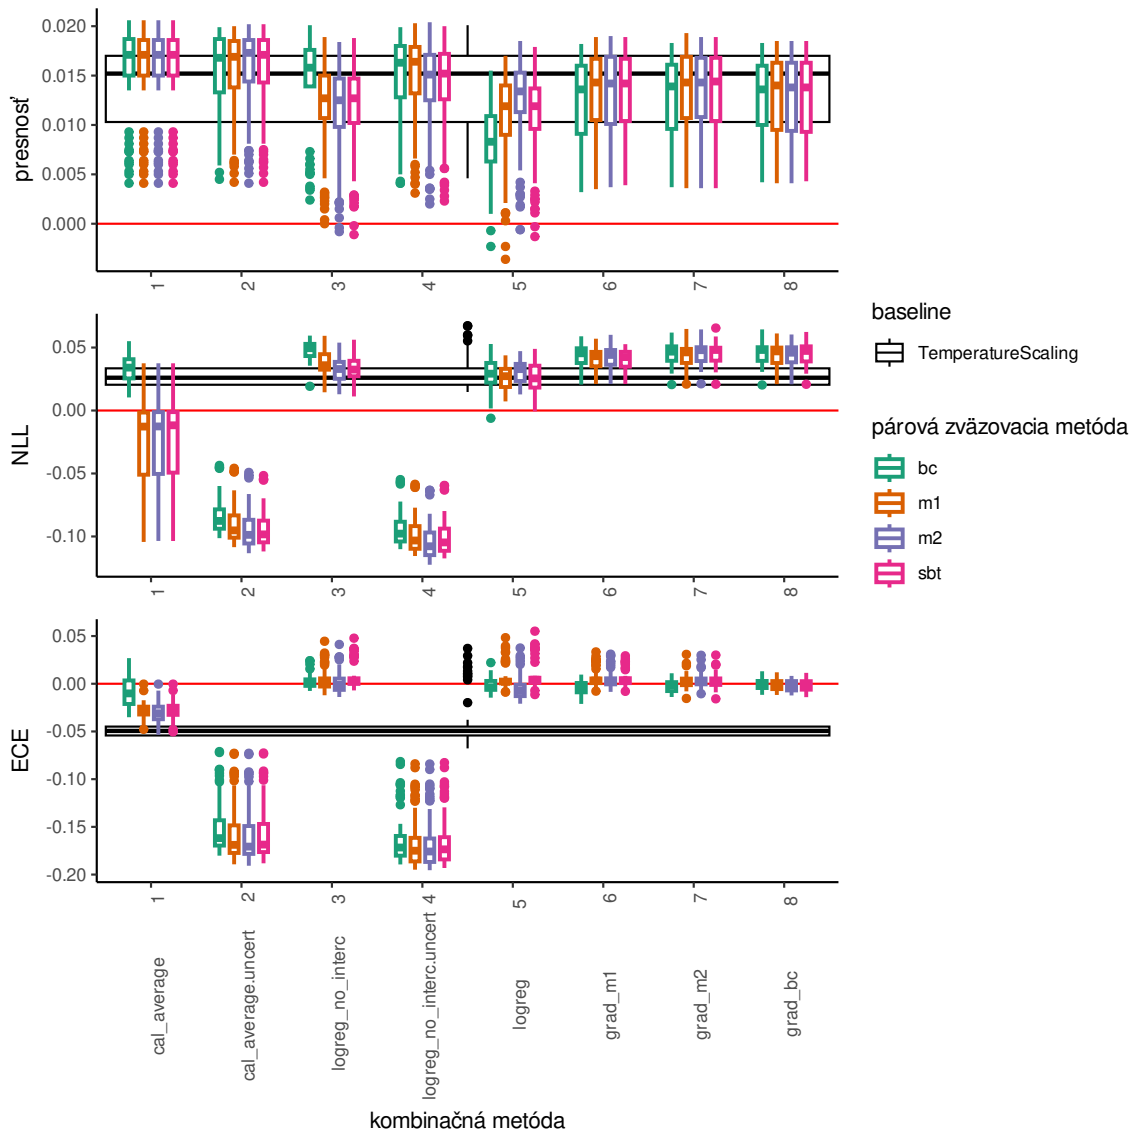 presnosť
0.020
0.015
0.010
0.005
0.000
1 2 3 4 5 6 7 8
NLL
0.05
0.00
-0.05
-0.10
1 2 3 4 5 6 7 8
ECE
0.05
0.00
-0.05
-0.10
-0.15
-0.20
cal_average 1
cal_average.uncert 2
logreg_no_interc 3
logreg_no_interc.uncert 4
logreg 5
grad_m1 6
grad_m2 7
grad_bc 8
kombinačná metóda
baseline
TemperatureScaling
párová zväzovacia metóda
bc
m1
m2
sbt